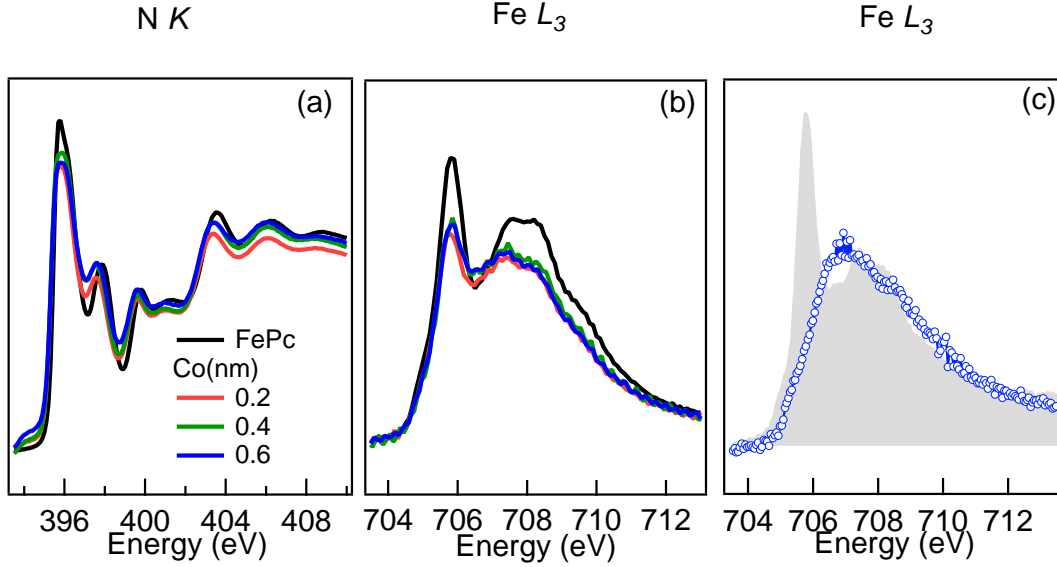 N K
Fe L3
Fe L3
(a)
(b)
(c)
FePc
Co(nm)
0.2
0.4
0.6
396 400 404 408
704 706 708 710 712
704 706 708 710 712
Energy (eV)
Energy (eV)
Energy (eV)